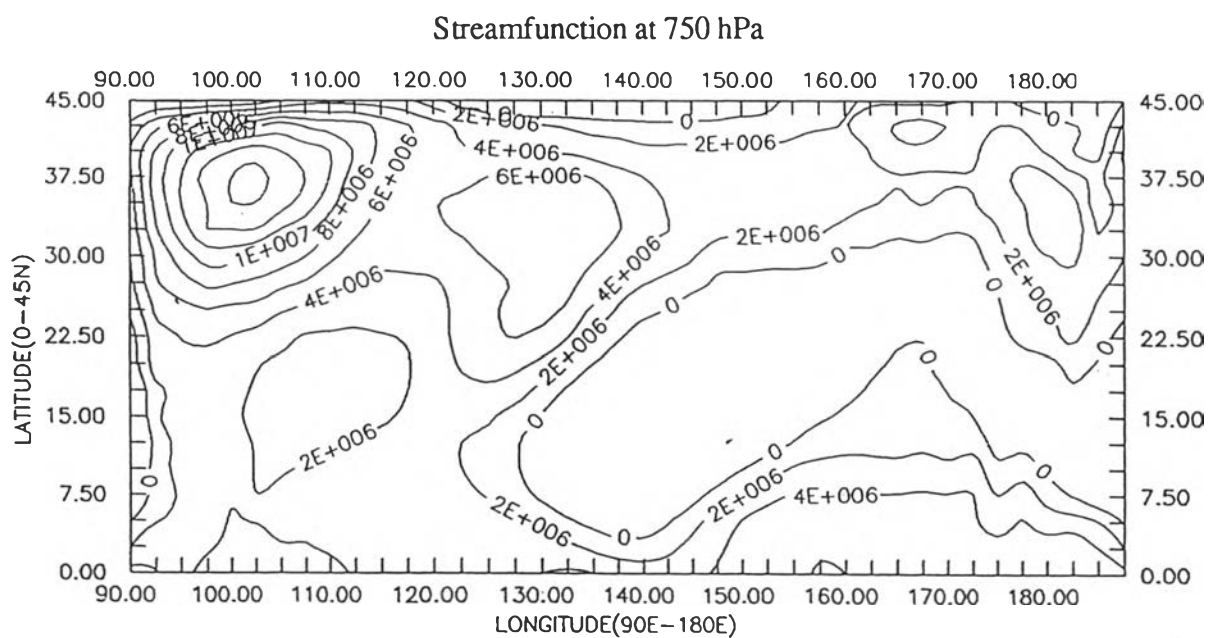 Streamfunction at 750 hPa
90.00 100.00 110.00 120.00 130.00 140.00 150.00 160.00 170.00 180.00
45.00 45.00
6E+006 2E+006 0 0 0
8E+006
1E+007
4E+006 2E+006
37.50 6E+006 6E+006 37.50
8E+006
30.00 1E+007 2E+006 0 30.00
4E+006 4E+006 0 0 2E+006
22.50 2E+006 0 0 22.50
15.00 2E+006 0 0 15.00
7.50 0 2E+006 2E+006 4E+006 0 7.50
0.00 0 0.00
90.00 100.00 110.00 120.00 130.00 140.00 150.00 160.00 170.00 180.00
LONGITUDE(90E-180E)
LATITUDE(0-45N)